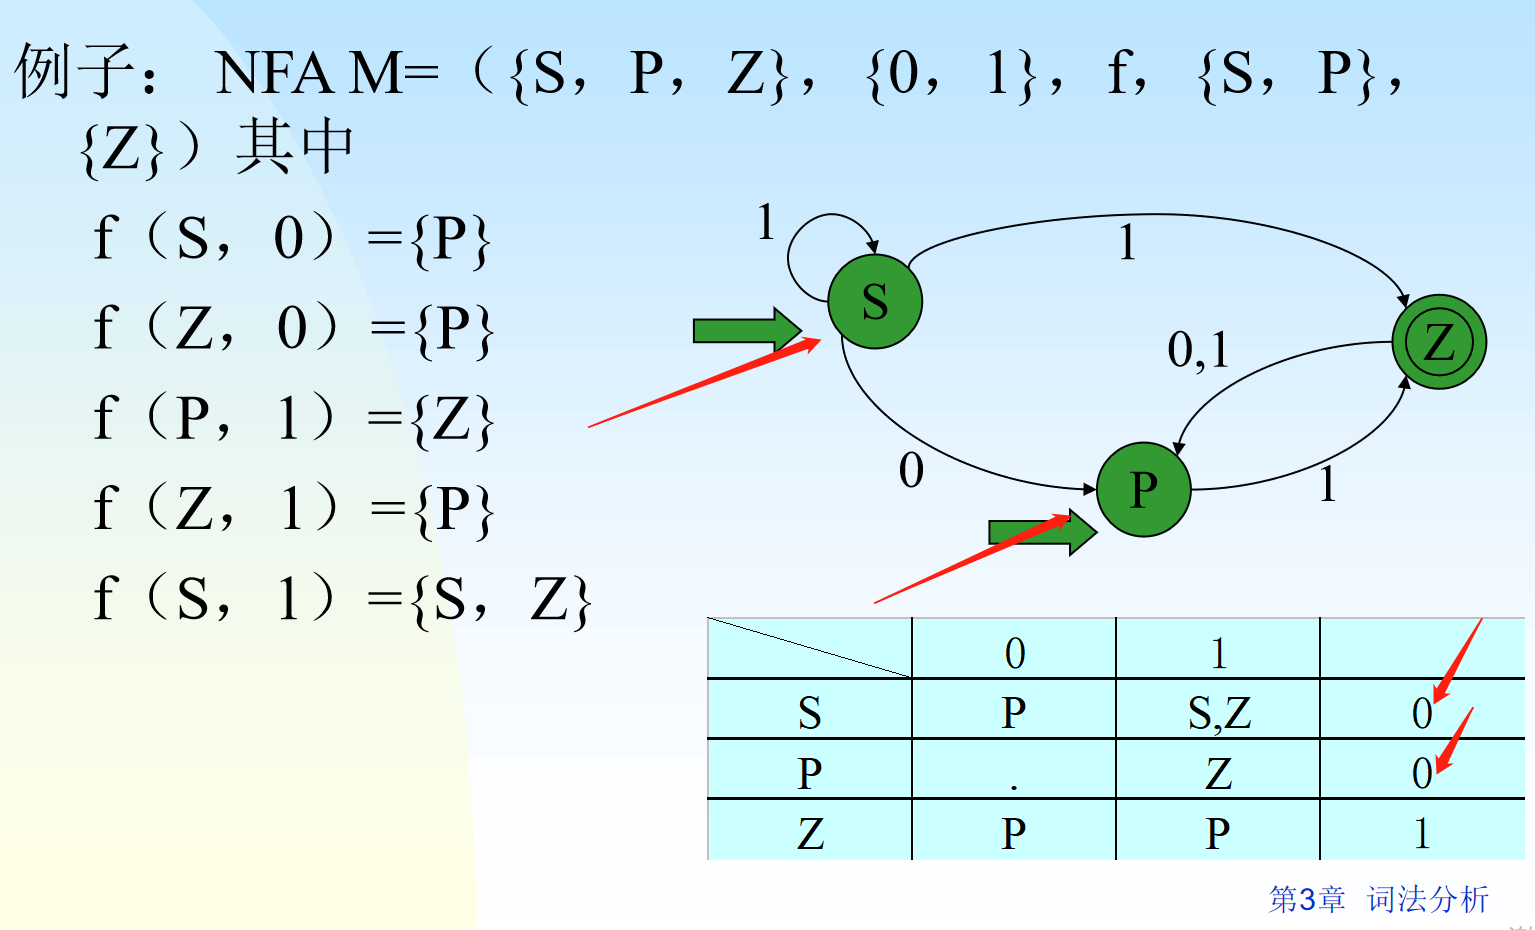 例子： NFA M=（{S，P，Z}，{0，1}，f，{S，P}，
{Z}）其中
f（S，0）={P}
f（Z，0）={P}
f（P，1）={Z}
f（Z，1）={P}
f（S，1）={S，Z}
1
S
1
Z
0,1
0
P
1
0 1
S P S,Z 0
P . Z 0
Z P P 1
第3章 词法分析